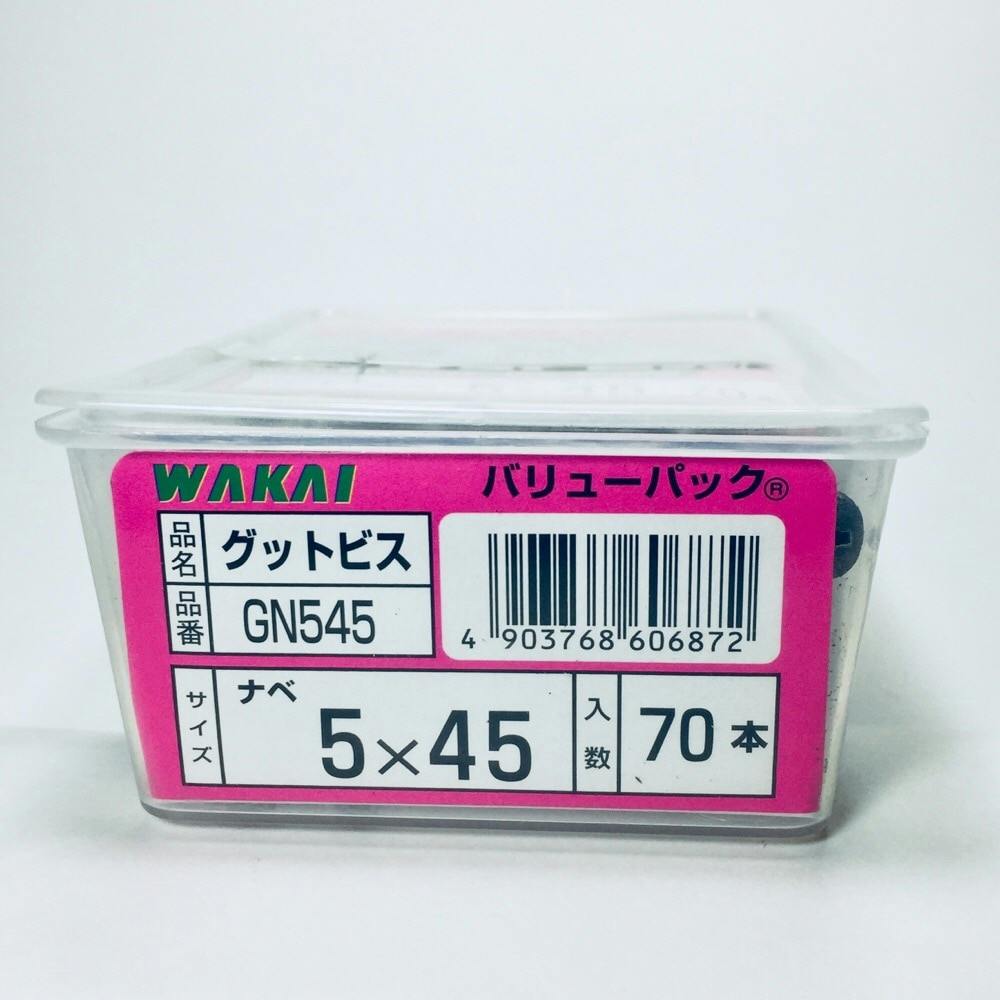 WAKAI
バリューパック®
品名 グットビス
品番 GN545
4 903768 606872
サイズ ナベ 5×45
入数 70本